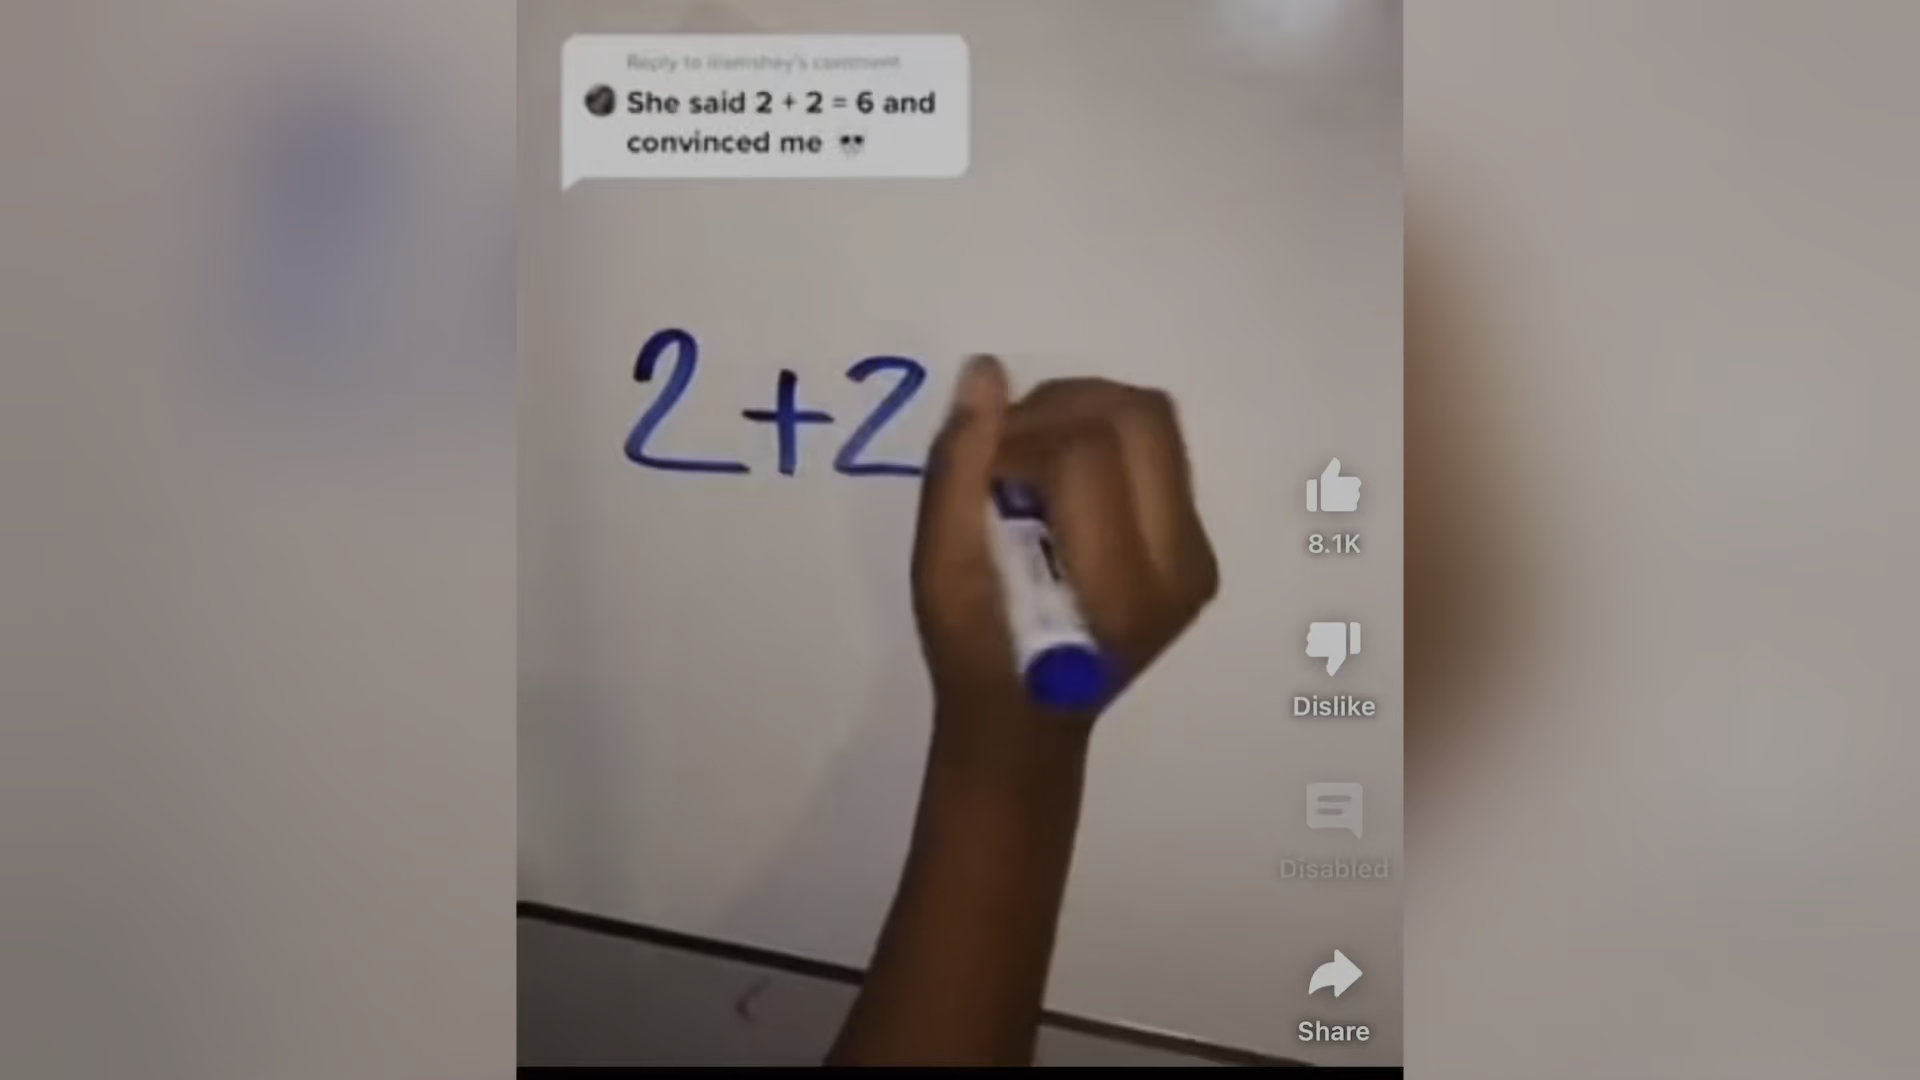 She said 2 + 2 = 6 and
convinced me
2+2
8.1K
Dislike
Disabled
Share